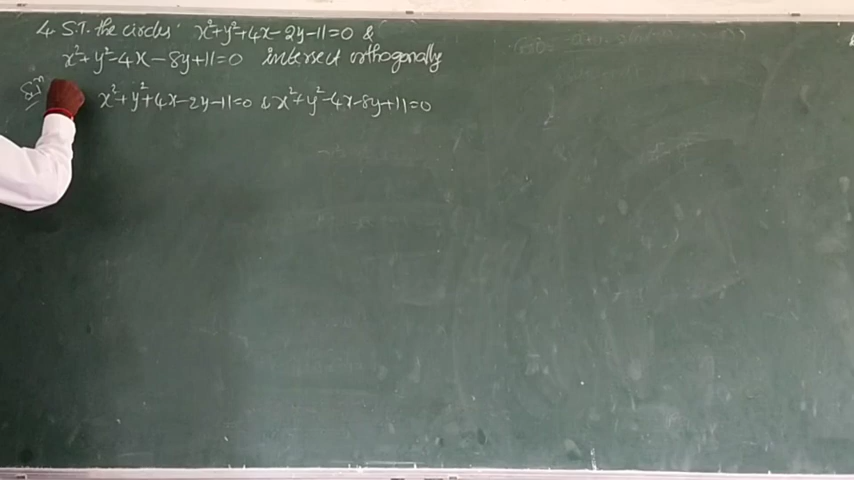 4. S.T. the circles x²+y²+4x-2y-11=0 &
x²+y²-4x-8y+11=0 intersect orthogonally
Solⁿ x²+y²+4x-2y-11=0 & x²+y²-4x-8y+11=0